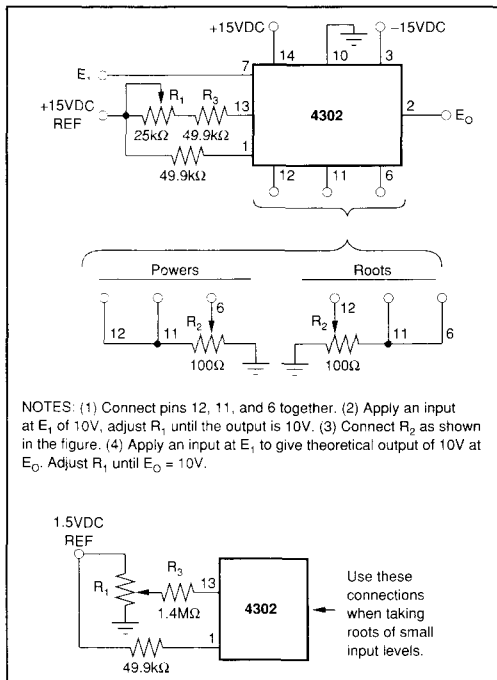 +15VDC
−15VDC
14
10
3
E₁
7
R₁
R₃
13
4302
2
E_O
+15VDC
REF
25kΩ
49.9kΩ
1
49.9kΩ
12
11
6
Powers
Roots
6
12
12
11
R₂
R₂
11
6
100Ω
100Ω
NOTES: (1) Connect pins 12, 11, and 6 together. (2) Apply an input
at E₁ of 10V, adjust R₁ until the output is 10V. (3) Connect R₂ as shown
in the figure. (4) Apply an input at E₁ to give theoretical output of 10V at
E_O. Adjust R₁ until E_O = 10V.
1.5VDC
REF
R₁
R₃
13
1.4MΩ
4302
1
49.9kΩ
Use these
connections
when taking
roots of small
input levels.